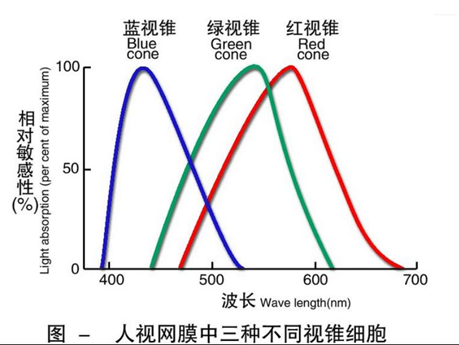 蓝视锥 绿视锥 红视锥
Blue Green Red
cone cone cone
100
50
0
相对敏感性(%)
Light absorption (per cent of maximum)
400 500 600 700
波长 Wave length(nm)
图 - 人视网膜中三种不同视锥细胞